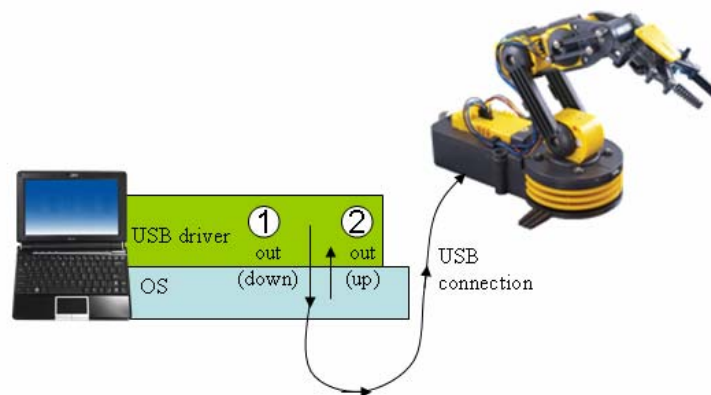 USB driver
1
out
(down)
2
out
(up)
OS
USB
connection